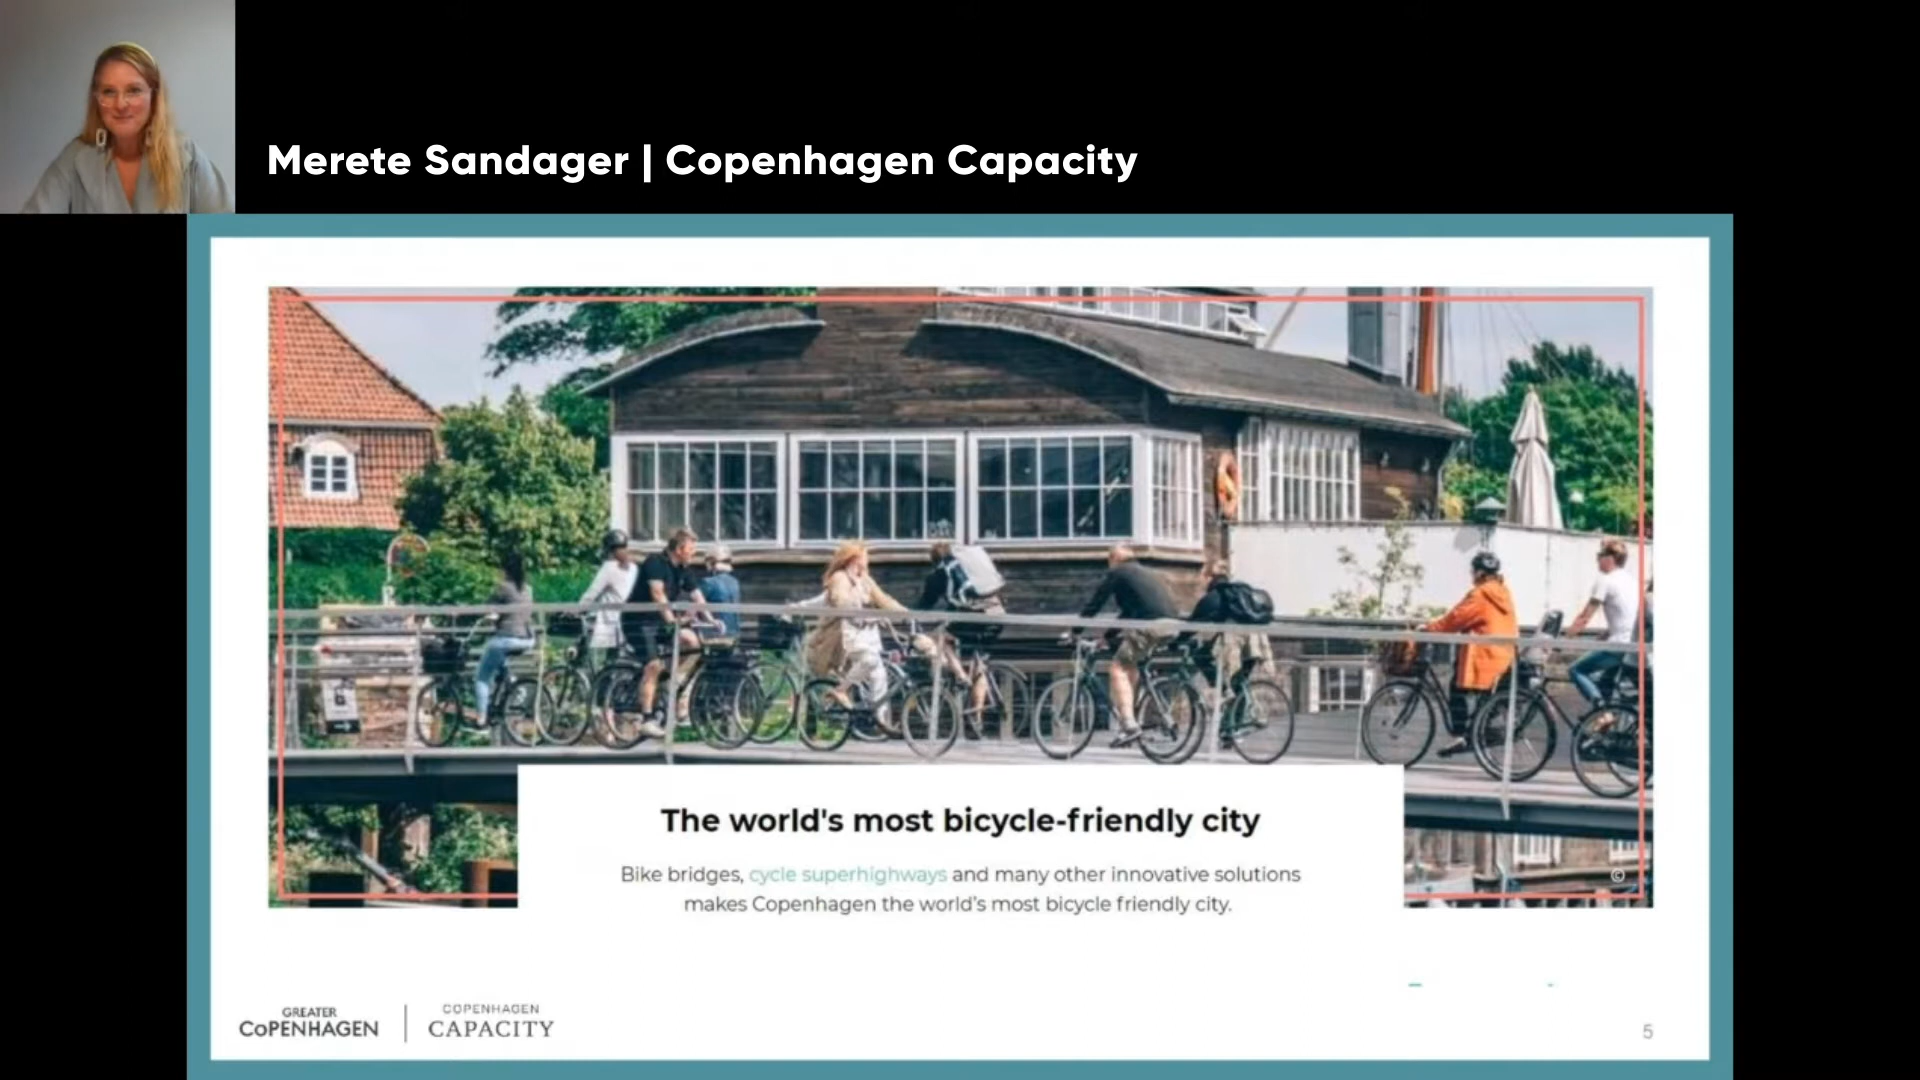 Merete Sandager | Copenhagen Capacity
The world's most bicycle-friendly city
Bike bridges, cycle superhighways and many other innovative solutions
makes Copenhagen the world's most bicycle friendly city.
©
GREATER
COPENHAGEN
COPENHAGEN
CAPACITY
5